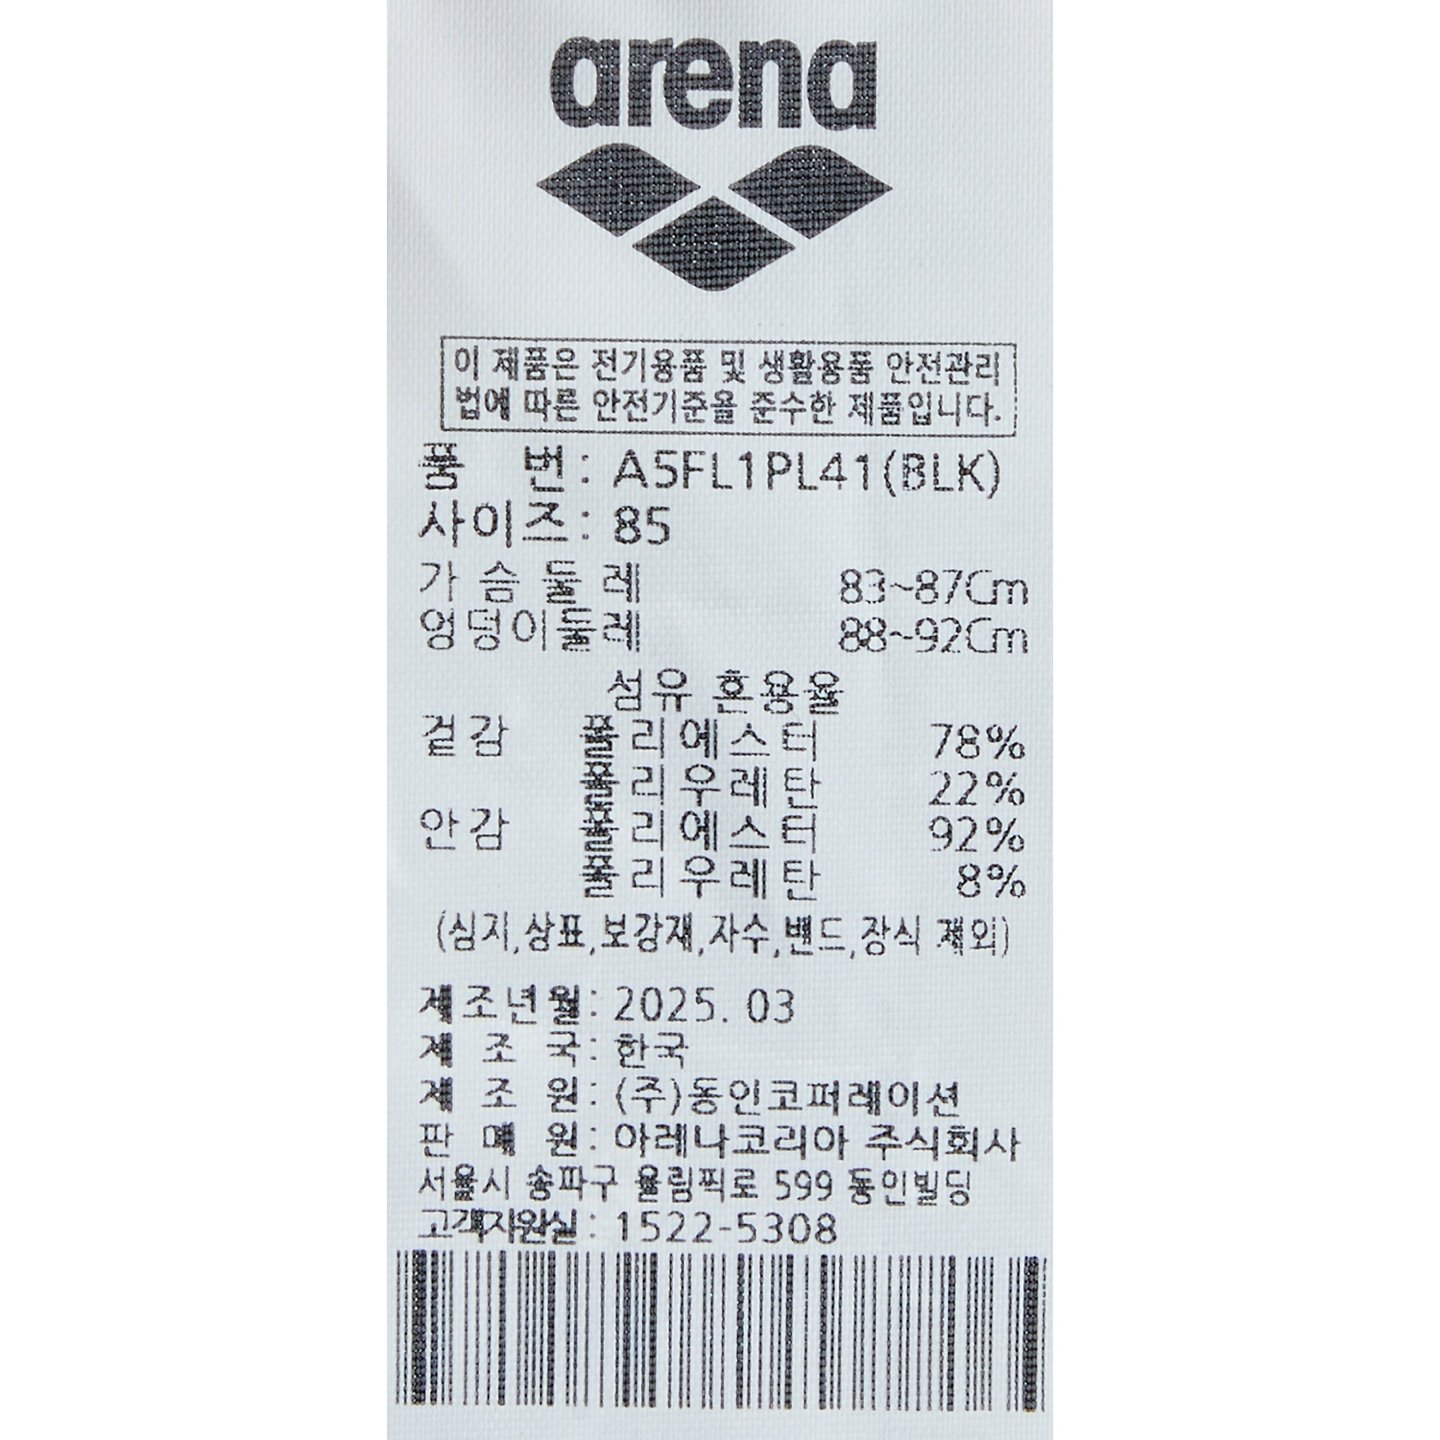 arena
이 제품은 전기용품 및 생활용품 안전관리
법에 따른 안전기준을 준수한 제품입니다.
품 번: A5FL1PL41(BLK)
사이즈: 85
가슴둘레 83~87Cm
엉덩이둘레 88~92Cm
섬유 혼용율
겉감 폴리에스터 78%
폴리우레탄 22%
안감 폴리에스터 92%
폴리우레탄 8%
(심지,상표,보강재,자수,밴드,장식 제외)
제조년월: 2025. 03
제 조 국: 한국
제 조 원: (주)동인코퍼레이션
판 매 원: 아레나코리아 주식회사
서울시 송파구 올림픽로 599 동인빌딩
고객지원실: 1522-5308